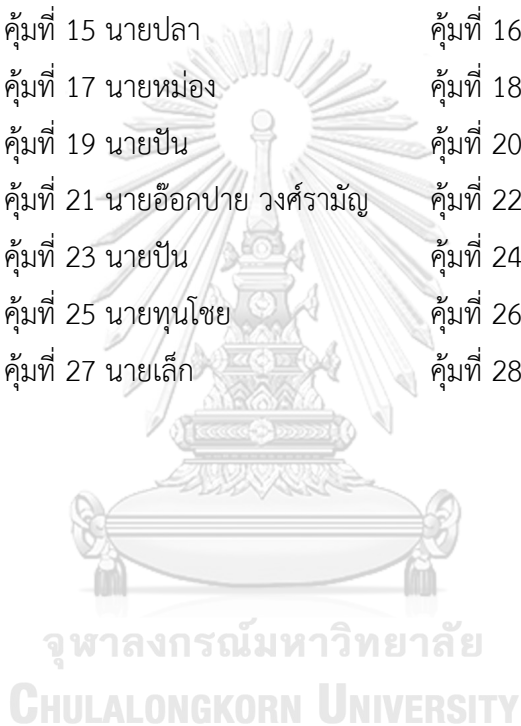 คุ้มที่ 15 นายปลา คุ้มที่ 16
คุ้มที่ 17 นายหม่อง คุ้มที่ 18
คุ้มที่ 19 นายปัน คุ้มที่ 20
คุ้มที่ 21 นายอ๊อกปาย วงศ์รามัญ คุ้มที่ 22
คุ้มที่ 23 นายปัน คุ้มที่ 24
คุ้มที่ 25 นายทุนโชย คุ้มที่ 26
คุ้มที่ 27 นายเล็ก คุ้มที่ 28
จุฬาลงกรณ์มหาวิทยาลัย
CHULALONGKORN UNIVERSITY